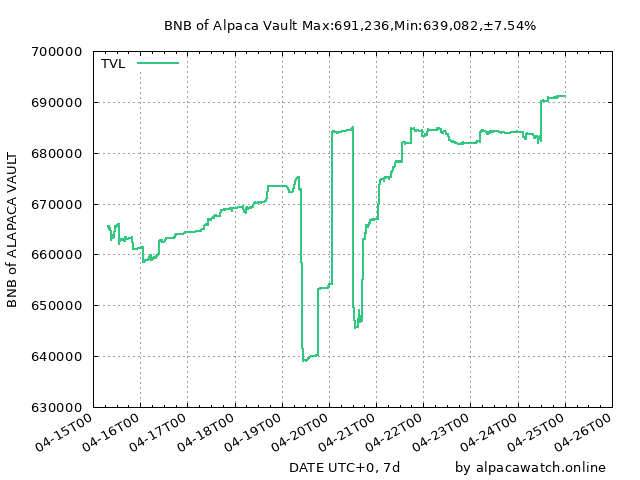 BNB of Alpaca Vault Max:691,236,Min:639,082,±7.54%
700000
TVL
690000
680000
670000
660000
650000
640000
630000
BNB of ALAPACA VAULT
04-15T00
04-16T00
04-17T00
04-18T00
04-19T00
04-20T00
04-21T00
04-22T00
04-23T00
04-24T00
04-25T00
04-26T00
DATE UTC+0, 7d
by alpacawatch.online